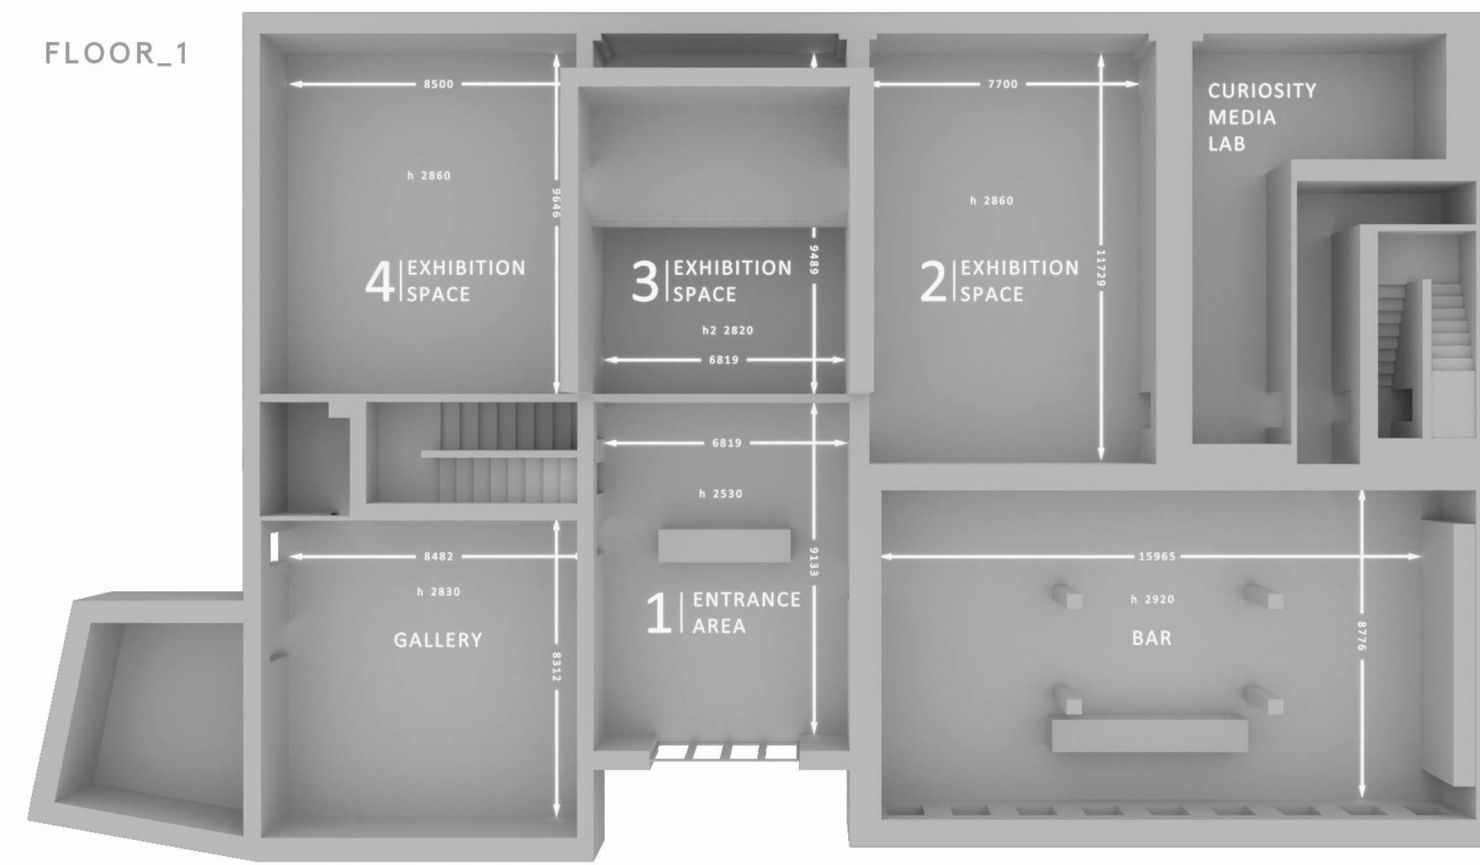 FLOOR_1
8500
h 2860
9646
4 EXHIBITION
SPACE
3 EXHIBITION
SPACE
h2 2820
6819
9489
7700
h 2860
2 EXHIBITION
SPACE
11729
CURIOSITY
MEDIA
LAB
8482
h 2830
GALLERY
8312
6819
h 2530
1 ENTRANCE
AREA
9133
15965
h 2920
BAR
8776